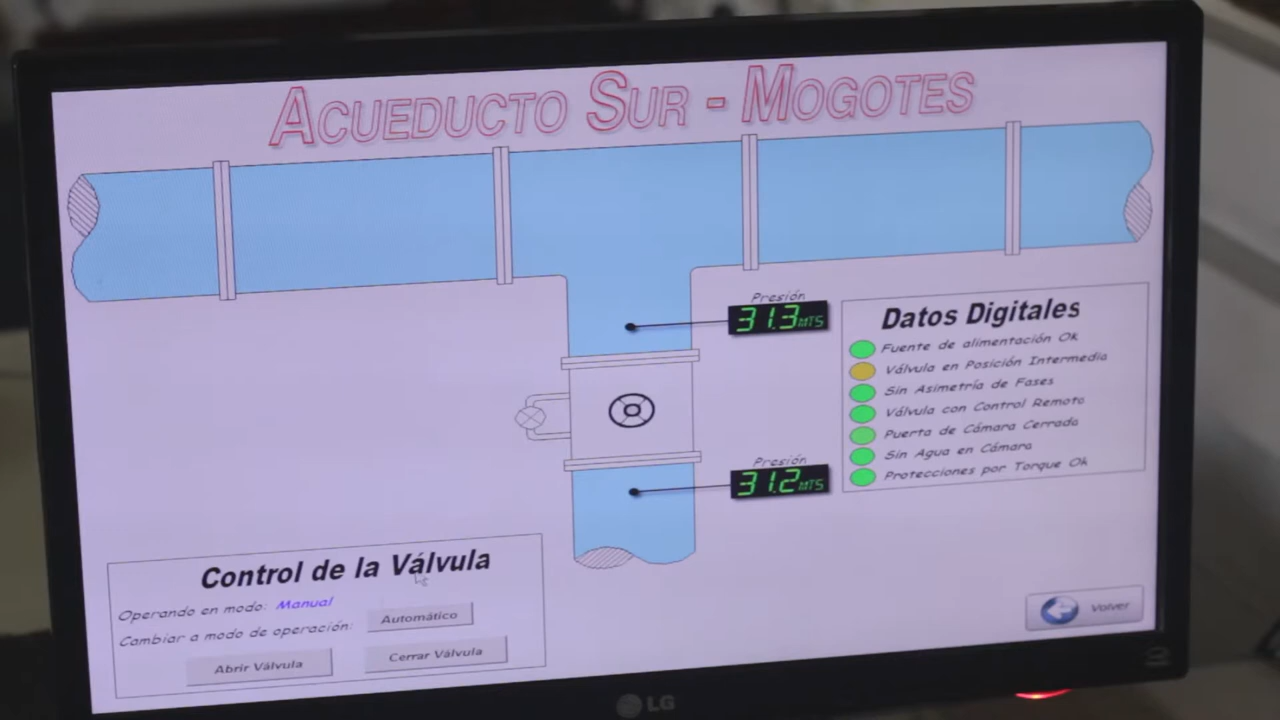 ACUEDUCTO SUR - MOGOTES
Presión
31.3 MTS
Datos Digitales
Fuente de alimentación Ok
Válvula en Posición Intermedia
Sin Asimetría de Fases
Válvula con Control Remoto
Puerta de Cámara Cerrada
Sin Agua en Cámara
Protecciones por Torque Ok
Presión
31.2 MTS
Control de la Válvula
Operando en modo: Manual
Cambiar a modo de operación: Automático
Abrir Válvula Cerrar Válvula
Volver
LG